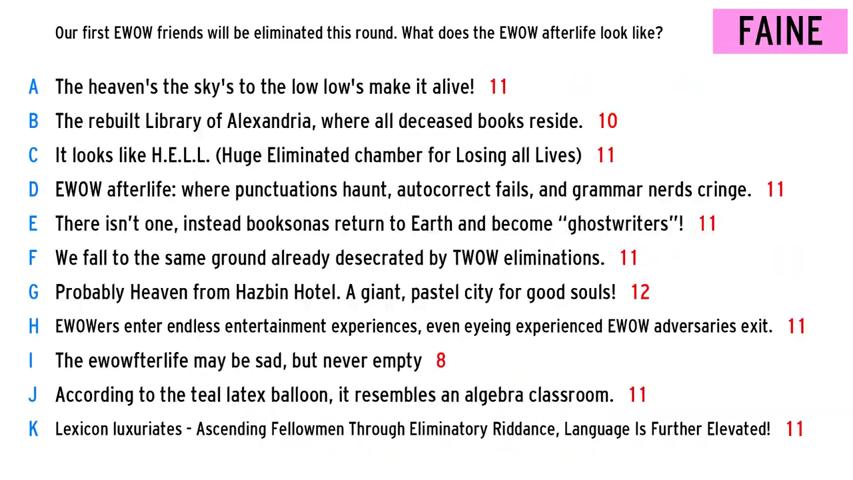 Our first EWOW friends will be eliminated this round. What does the EWOW afterlife look like?
FAINE
A The heaven's the sky's to the low low's make it alive! 11
B The rebuilt Library of Alexandria, where all deceased books reside. 10
C It looks like H.E.L.L. (Huge Eliminated chamber for Losing all Lives) 11
D EWOW afterlife: where punctuations haunt, autocorrect fails, and grammar nerds cringe. 11
E There isn't one, instead booksonas return to Earth and become “ghostwriters”! 11
F We fall to the same ground already desecrated by TWOW eliminations. 11
G Probably Heaven from Hazbin Hotel. A giant, pastel city for good souls! 12
H EWOWers enter endless entertainment experiences, even eyeing experienced EWOW adversaries exit. 11
I The ewowfterlife may be sad, but never empty 8
J According to the teal latex balloon, it resembles an algebra classroom. 11
K Lexicon luxuriates - Ascending Fellowmen Through Eliminatory Riddance, Language Is Further Elevated! 11